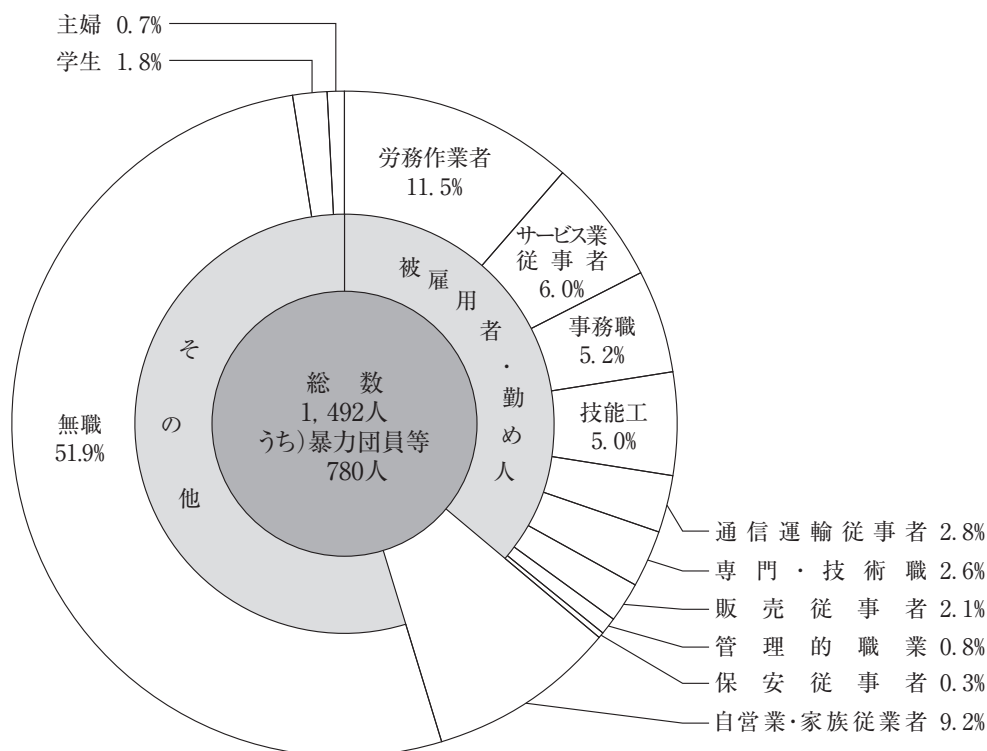 主婦 0.7%
学生 1.8%
労務作業者
11.5%
サービス業
従事者
6.0%
事務職
5.2%
技能工
5.0%
通信運輸従事者 2.8%
専門・技術職 2.6%
販売従事者 2.1%
管理的職業 0.8%
保安従事者 0.3%
自営業・家族従業者 9.2%
無職
51.9%
被雇用者・勤め人
その他
総数
1,492人
うち)暴力団員等
780人